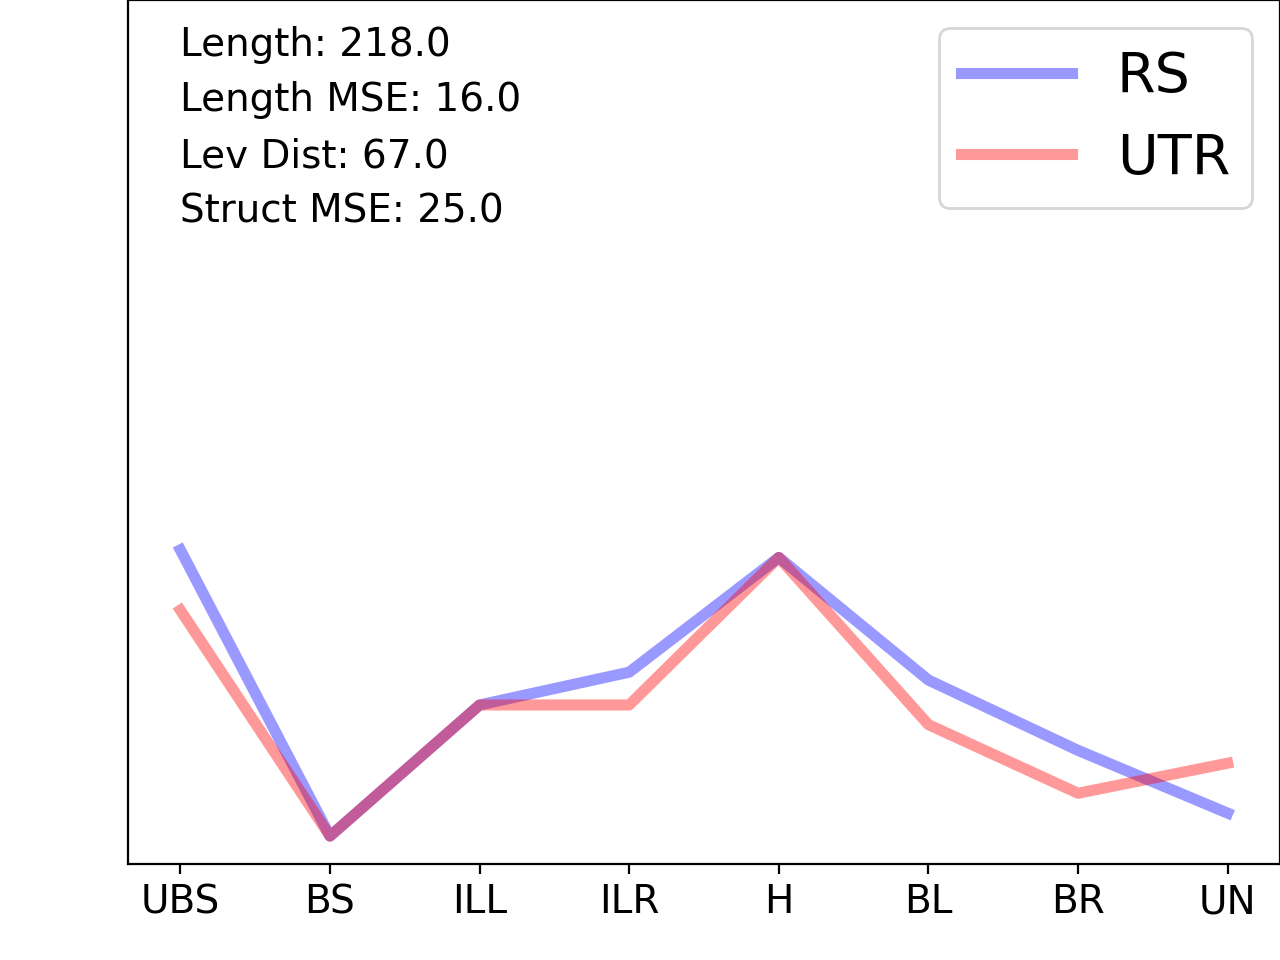 Length: 218.0
Length MSE: 16.0
Lev Dist: 67.0
Struct MSE: 25.0
RS
UTR
UBS BS ILL ILR H BL BR UN